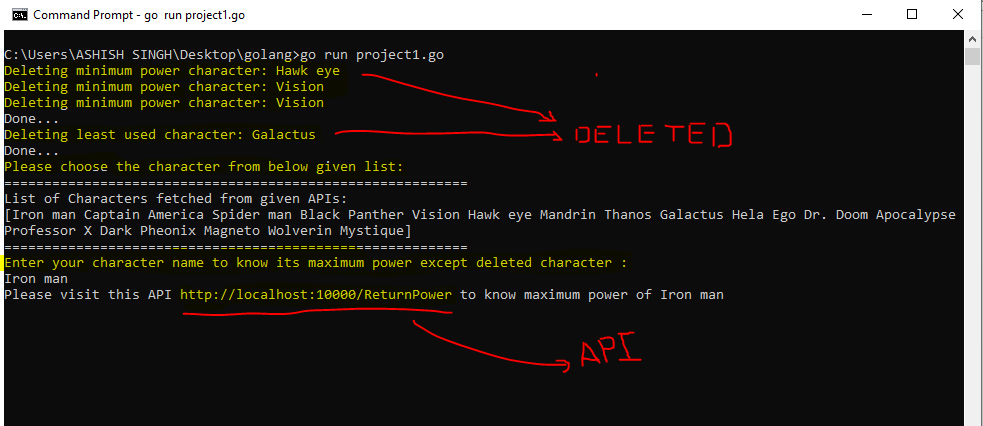 Command Prompt - go  run project1.go
C:\Users\ASHISH SINGH\Desktop\golang>go run project1.go
Deleting minimum power character: Hawk eye
Deleting minimum power character: Vision
Deleting minimum power character: Vision
Done...
DELETED
Deleting least used character: Galactus
Done...
Please choose the character from below given list:
==========================================================
List of Characters fetched from given APIs:
[Iron man Captain America Spider man Black Panther Vision Hawk eye Mandrin Thanos Galactus Hela Ego Dr. Doom Apocalypse
Professor X Dark Pheonix Magneto Wolverin Mystique]
==========================================================
Enter your character name to know its maximum power except deleted character :
Iron man
Please visit this API http://localhost:10000/ReturnPower to know maximum power of Iron man
API